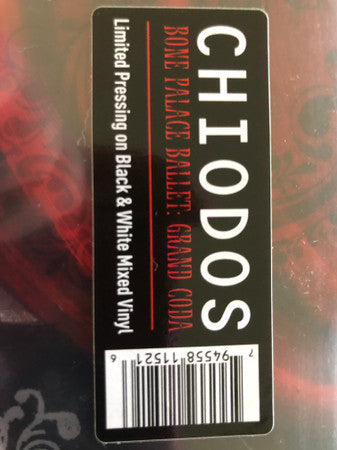 CHIODOS
BONE PALACE BALLET: GRAND CODA
Limited Pressing on Black & White Mixed Vinyl
7 94558 11521 6